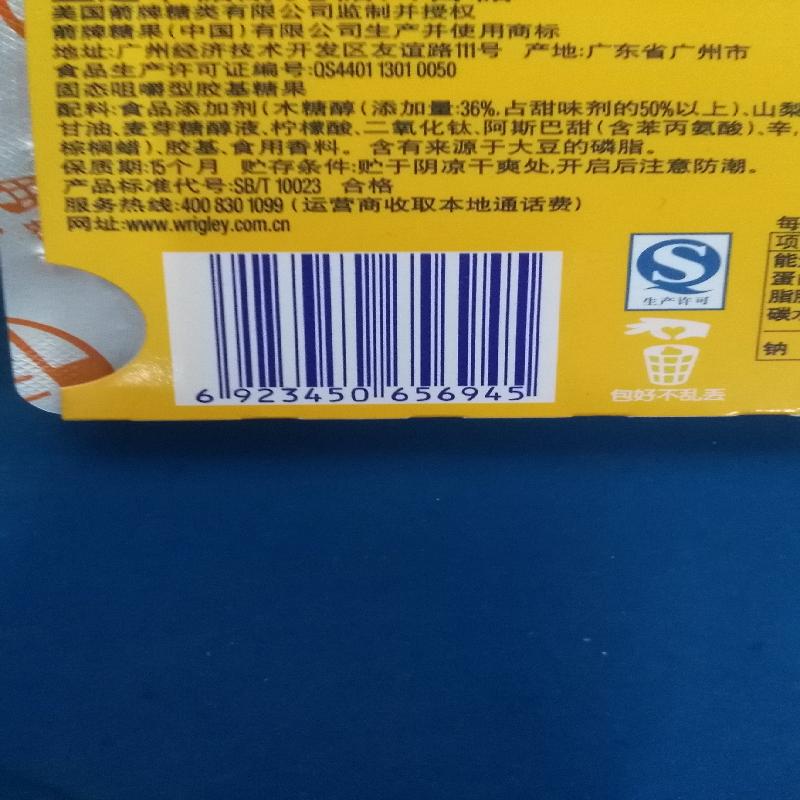 美国箭牌糖类有限公司监制并授权
箭牌糖果(中国)有限公司生产并使用商标
地址:广州经济技术开发区友谊路111号 产地:广东省广州市
食品生产许可证编号:QS4401 1301 0050
固态咀嚼型胶基糖果
配料:食品添加剂(木糖醇(添加量:36%,占甜味剂的50%以上)、山梨
甘油、麦芽糖醇液、柠檬酸、二氧化钛、阿斯巴甜(含苯丙氨酸)、辛,
棕榈蜡)、胶基、食用香料。含有来源于大豆的磷脂。
保质期:15个月 贮存条件:贮于阴凉干爽处,开启后注意防潮。
产品标准代号:SB/T 10023 合格
服务热线:400 830 1099 (运营商收取本地通话费)
网址:www.wrigley.com.cn
6 923450 656945
生产许可
包好不乱丢
每
项
能
蛋
脂
碳
钠